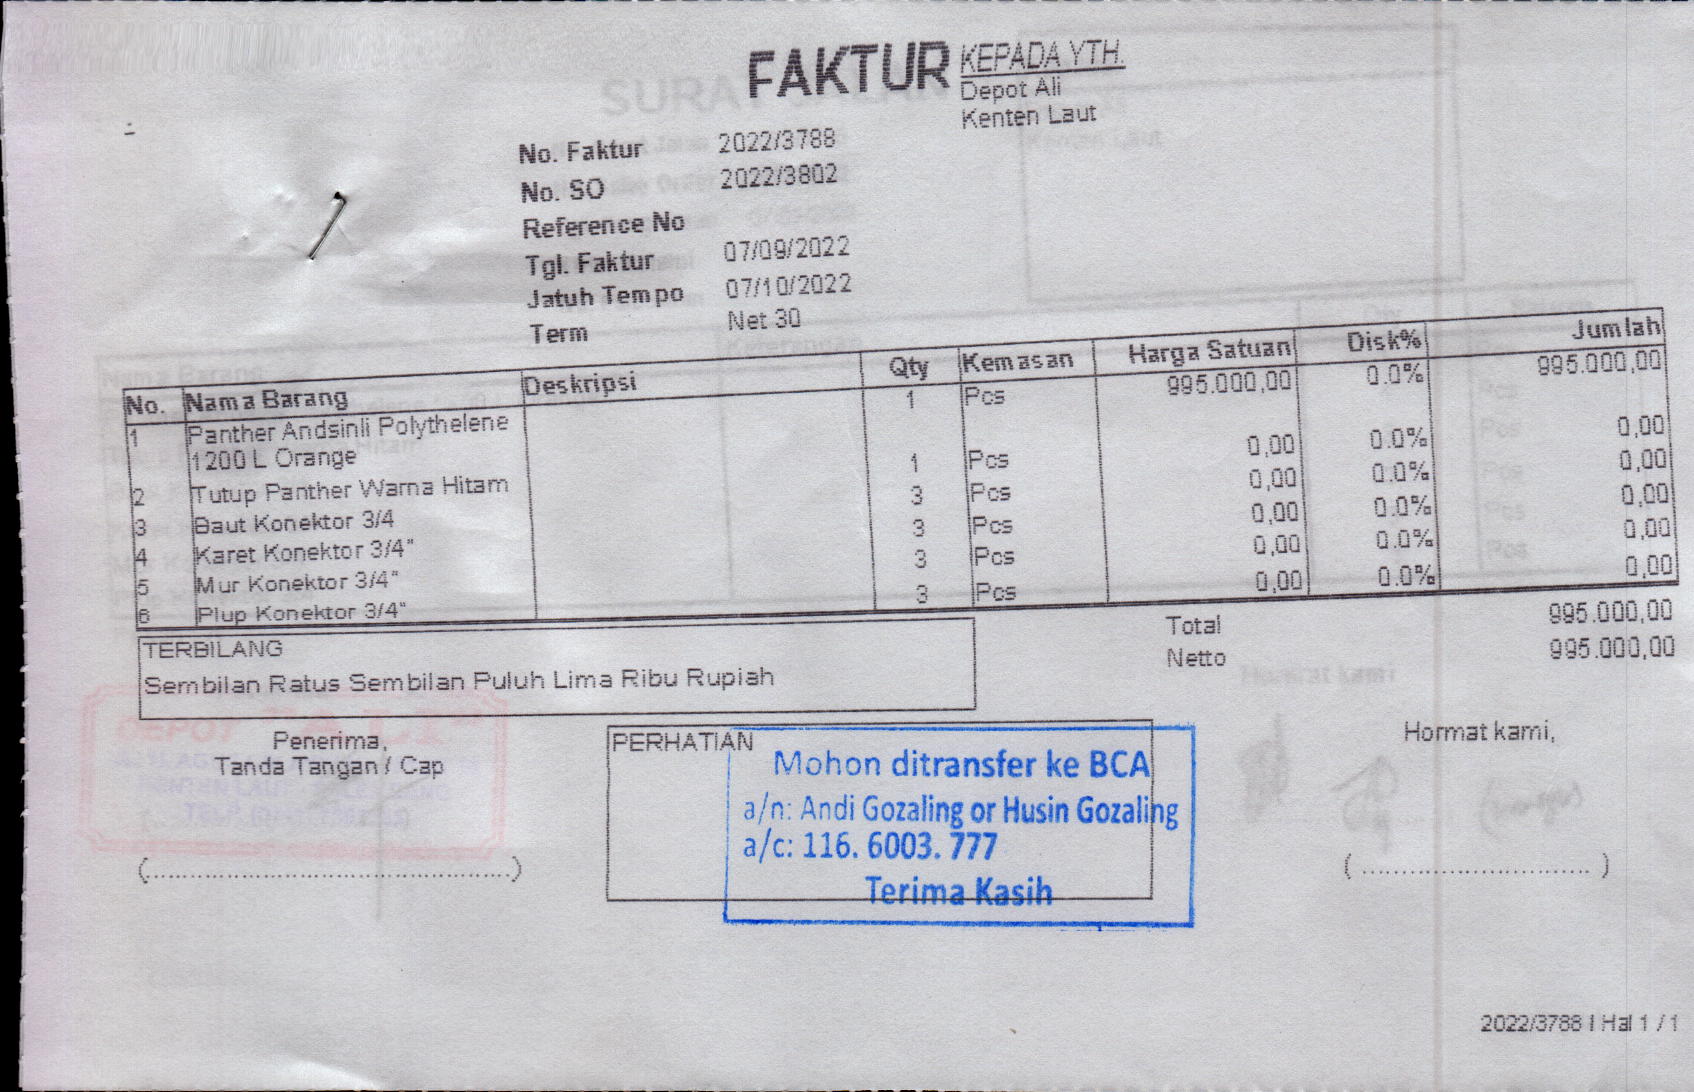 FAKTUR
KEPADA YTH.
Depot Ali
Kenten Laut
No. Faktur 2022/3788
No. SO 2022/3802
Reference No
Tgl. Faktur 07/09/2022
Jatuh Tempo 07/10/2022
Term Net 30
No. Nama Barang Deskripsi Qty Kemasan Harga Satuan Disk% Jumlah
1 Panther Andsinli Polythelene 1 Pcs 995.000,00 0.0% 995.000,00
1200 L Orange
2 Tutup Panther Warna Hitam 1 Pcs 0,00 0.0% 0,00
3 Baut Konektor 3/4 3 Pcs 0,00 0.0% 0,00
4 Karet Konektor 3/4" 3 Pcs 0,00 0.0% 0,00
5 Mur Konektor 3/4" 3 Pcs 0,00 0.0% 0,00
6 Plup Konektor 3/4" 3 Pcs 0,00 0.0% 0,00
Total 995.000,00
Netto 995.000,00
TERBILANG
Sembilan Ratus Sembilan Puluh Lima Ribu Rupiah
Penerima,
Tanda Tangan / Cap
(..............................................)
PERHATIAN
Mohon ditransfer ke BCA
a/n: Andi Gozaling or Husin Gozaling
a/c: 116. 6003. 777
Terima Kasih
Hormat kami,
( ............................. )
2022/3788 | Hal 1 / 1